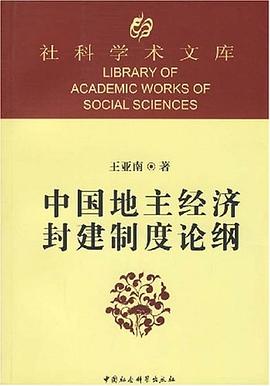 社科学术文库
LIBRARY OF
ACADEMIC WORKS OF
SOCIAL SCIENCES
王亚南 著
中国地主经济
封建制度论纲
中国社会科学出版社